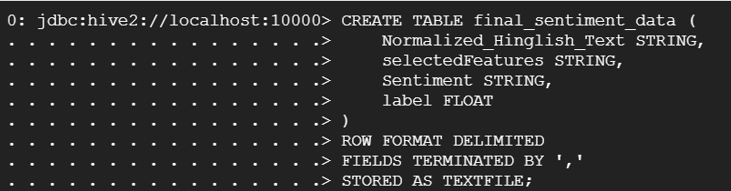 0: jdbc:hive2://localhost:10000> CREATE TABLE final_sentiment_data (
. . . . . . . . . . . . . . . .>     Normalized_Hinglish_Text STRING,
. . . . . . . . . . . . . . . .>     selectedFeatures STRING,
. . . . . . . . . . . . . . . .>     Sentiment STRING,
. . . . . . . . . . . . . . . .>     label FLOAT
. . . . . . . . . . . . . . . .> )
. . . . . . . . . . . . . . . .> ROW FORMAT DELIMITED
. . . . . . . . . . . . . . . .> FIELDS TERMINATED BY ','
. . . . . . . . . . . . . . . .> STORED AS TEXTFILE;